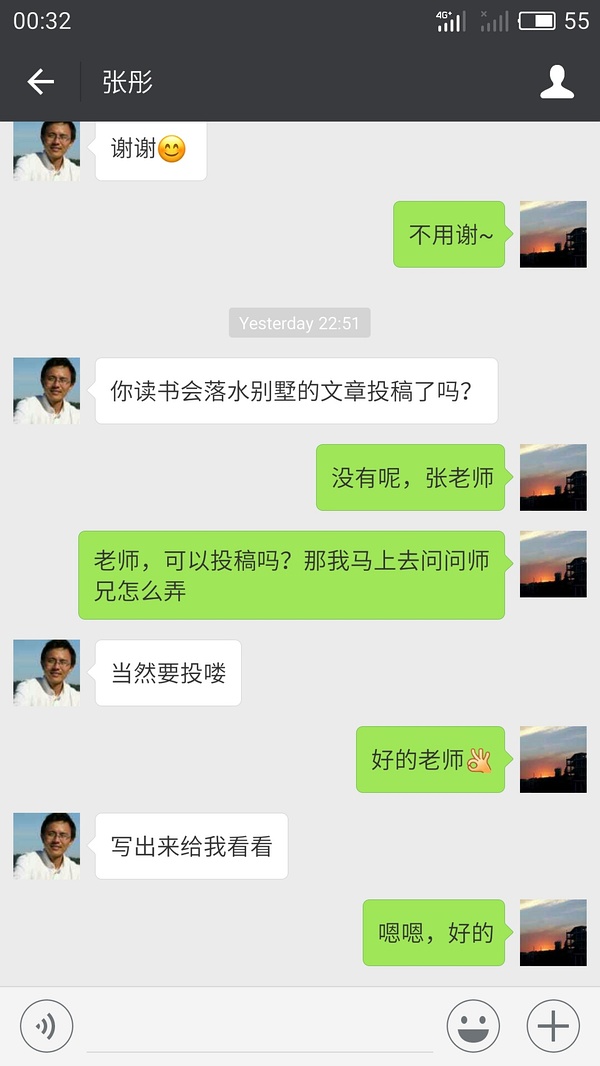 00:32
4G+
55
张彤
谢谢😊
不用谢~
Yesterday 22:51
你读书会落水别墅的文章投稿了吗？
没有呢，张老师
老师，可以投稿吗？那我马上去问问师
兄怎么弄
当然要投喽
好的老师👌
写出来给我看看
嗯嗯，好的